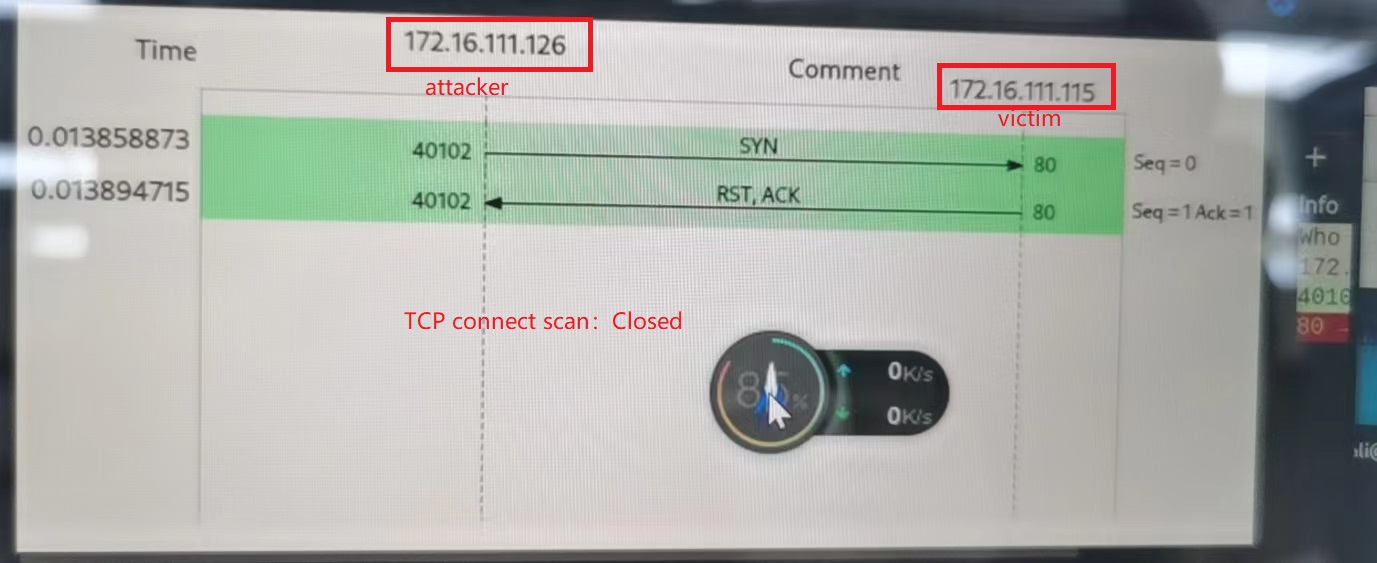 Time
172.16.111.126
Comment
172.16.111.115
attacker
victim
0.013858873
40102
SYN
80
Seq = 0
0.013894715
40102
RST, ACK
80
Seq = 1 Ack = 1
TCP connect scan：Closed
0K/s
0K/s
+
Info
Who
172.
4010
80